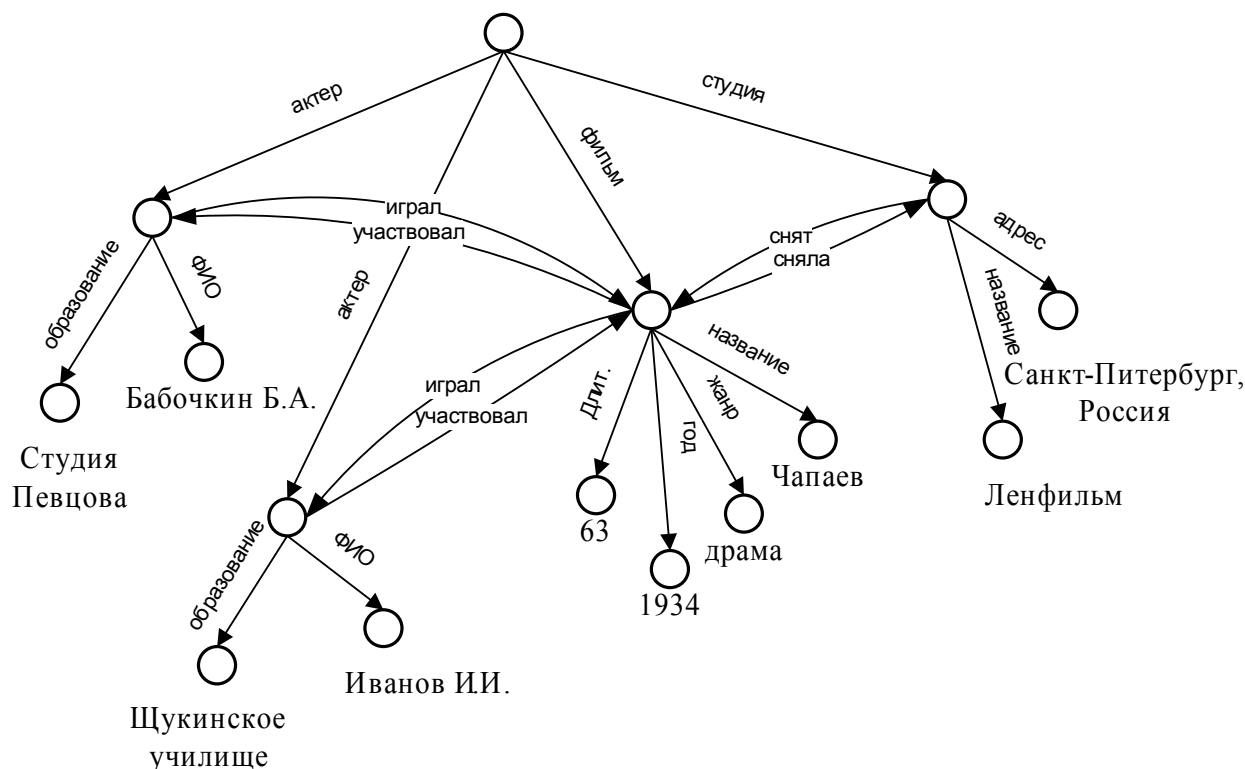 актер
студия
фильм
играл
участвовал
актер
снят
сняла
адрес
название
образование
ФИО
Бабочкин Б.А.
Студия
Певцова
играл
участвовал
Длит.
год
жанр
название
Санкт-Питербург,
Россия
Чапаев
Ленфильм
63
драма
1934
образование
ФИО
Иванов И.И.
Щукинское
училище